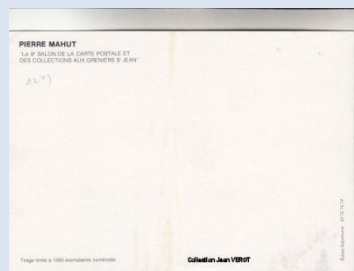 PIERRE MAHUT
"Le 9e SALON DE LA CARTE POSTALE ET
DES COLLECTIONS AUX GRENIERS St JEAN"
Tirage limité à 1000 exemplaires numérotés
Collection Jean VEROT